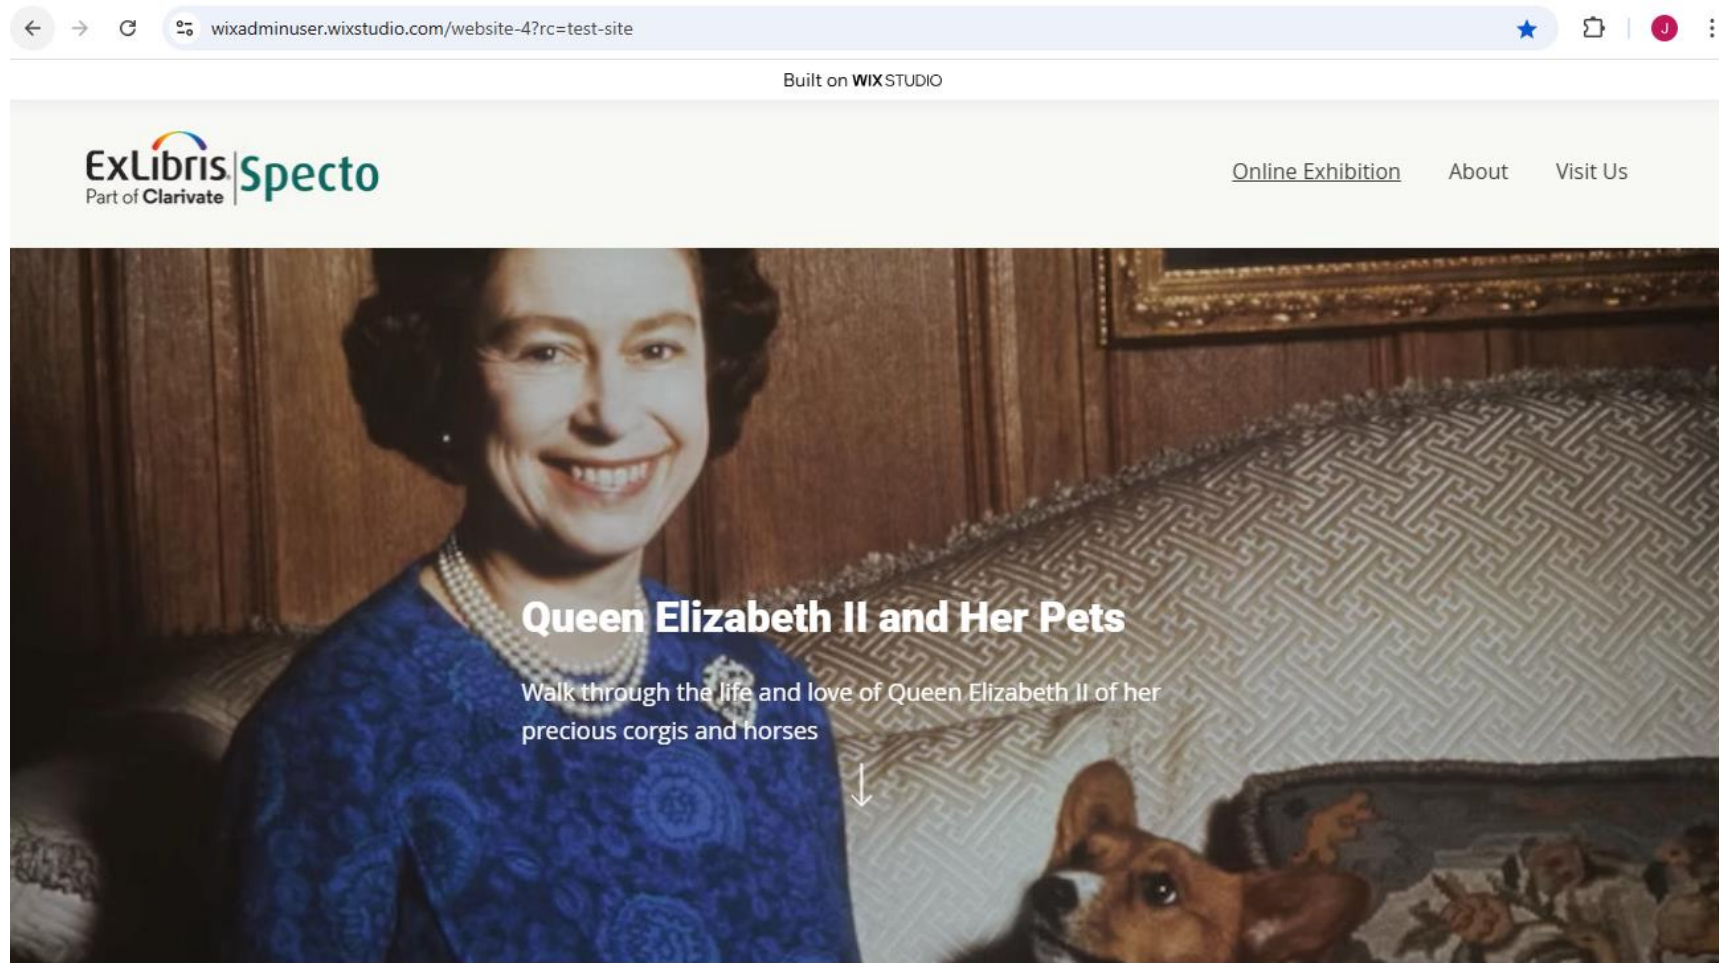 wixadminuser.wixstudio.com/website-4?rc=test-site
J
Built on WIX STUDIO
ExLibris | Specto
Part of Clarivate
Online Exhibition About Visit Us
Queen Elizabeth II and Her Pets
Walk through the life and love of Queen Elizabeth II of her
precious corgis and horses